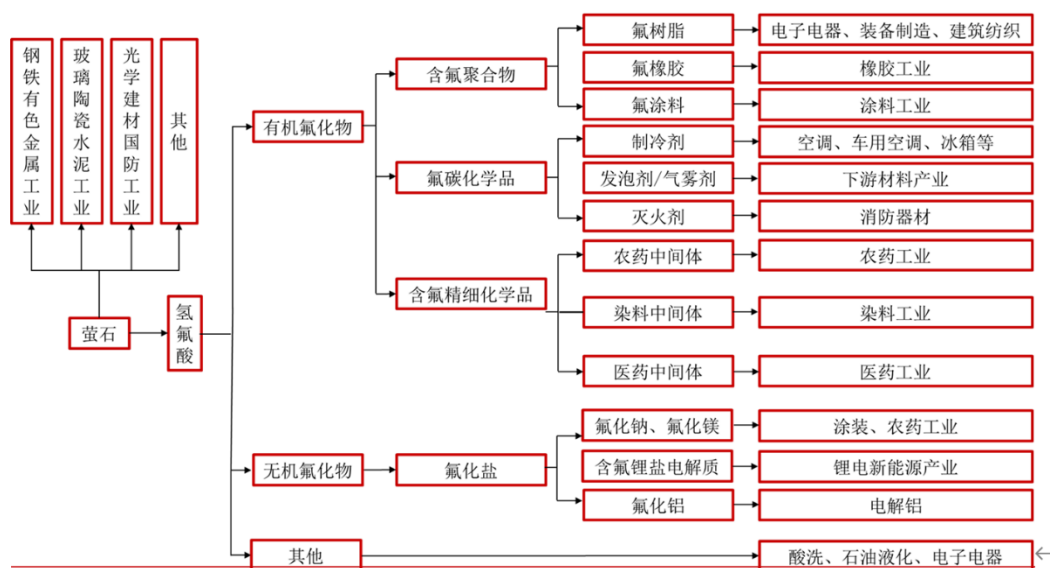 钢铁有色金属工业
玻璃陶瓷水泥工业
光学建材国防工业
其他
萤石
氢氟酸
有机氟化物
含氟聚合物
氟树脂
电子电器、装备制造、建筑纺织
氟橡胶
橡胶工业
氟涂料
涂料工业
氟碳化学品
制冷剂
空调、车用空调、冰箱等
发泡剂/气雾剂
下游材料产业
灭火剂
消防器材
含氟精细化学品
农药中间体
农药工业
染料中间体
染料工业
医药中间体
医药工业
无机氟化物
氟化盐
氟化钠、氟化镁
涂装、农药工业
含氟锂盐电解质
锂电新能源产业
氟化铝
电解铝
其他
酸洗、石油液化、电子电器